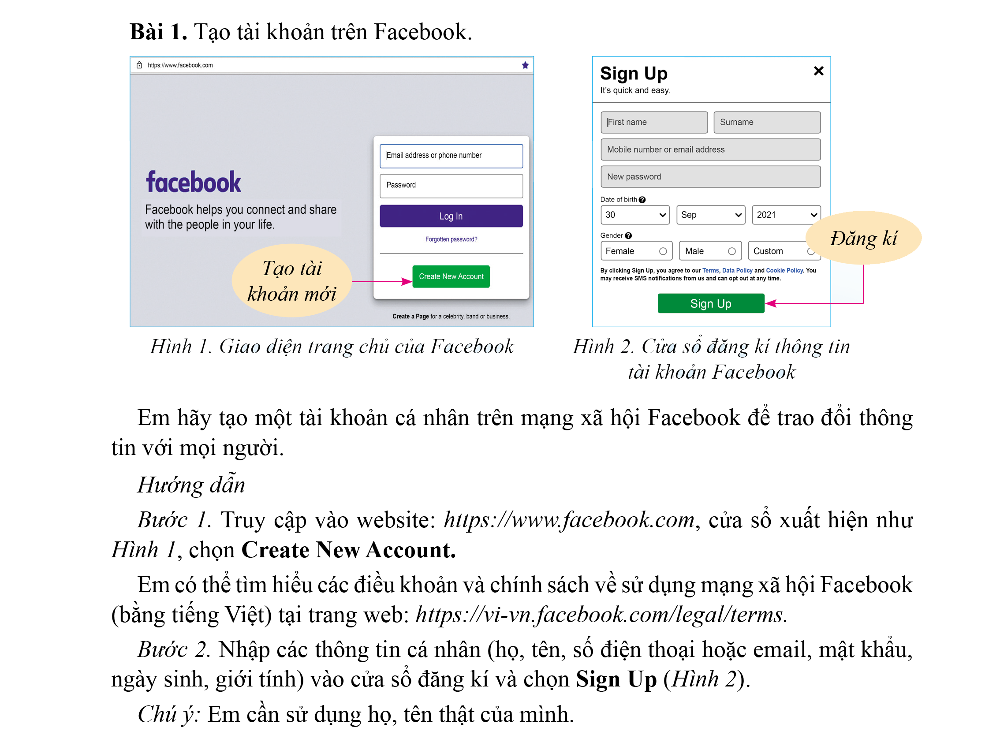 Bài 1. Tạo tài khoản trên Facebook.
https://www.facebook.com
facebook
Facebook helps you connect and share
with the people in your life.
Email address or phone number
Password
Log In
Forgotten password?
Tạo tài
khoản mới
Create New Account
Create a Page for a celebrity, band or business.
Sign Up
It's quick and easy.
First name Surname
Mobile number or email address
New password
Date of birth ?
30 Sep 2021
Gender ?
Female Male Custom
Đăng kí
By clicking Sign Up, you agree to our Terms, Data Policy and Cookie Policy. You
may receive SMS notifications from us and can opt out at any time.
Sign Up
Hình 1. Giao diện trang chủ của Facebook
Hình 2. Cửa sổ đăng kí thông tin
tài khoản Facebook
Em hãy tạo một tài khoản cá nhân trên mạng xã hội Facebook để trao đổi thông
tin với mọi người.
Hướng dẫn
Bước 1. Truy cập vào website: https://www.facebook.com, cửa sổ xuất hiện như
Hình 1, chọn Create New Account.
Em có thể tìm hiểu các điều khoản và chính sách về sử dụng mạng xã hội Facebook
(bằng tiếng Việt) tại trang web: https://vi-vn.facebook.com/legal/terms.
Bước 2. Nhập các thông tin cá nhân (họ, tên, số điện thoại hoặc email, mật khẩu,
ngày sinh, giới tính) vào cửa sổ đăng kí và chọn Sign Up (Hình 2).
Chú ý: Em cần sử dụng họ, tên thật của mình.